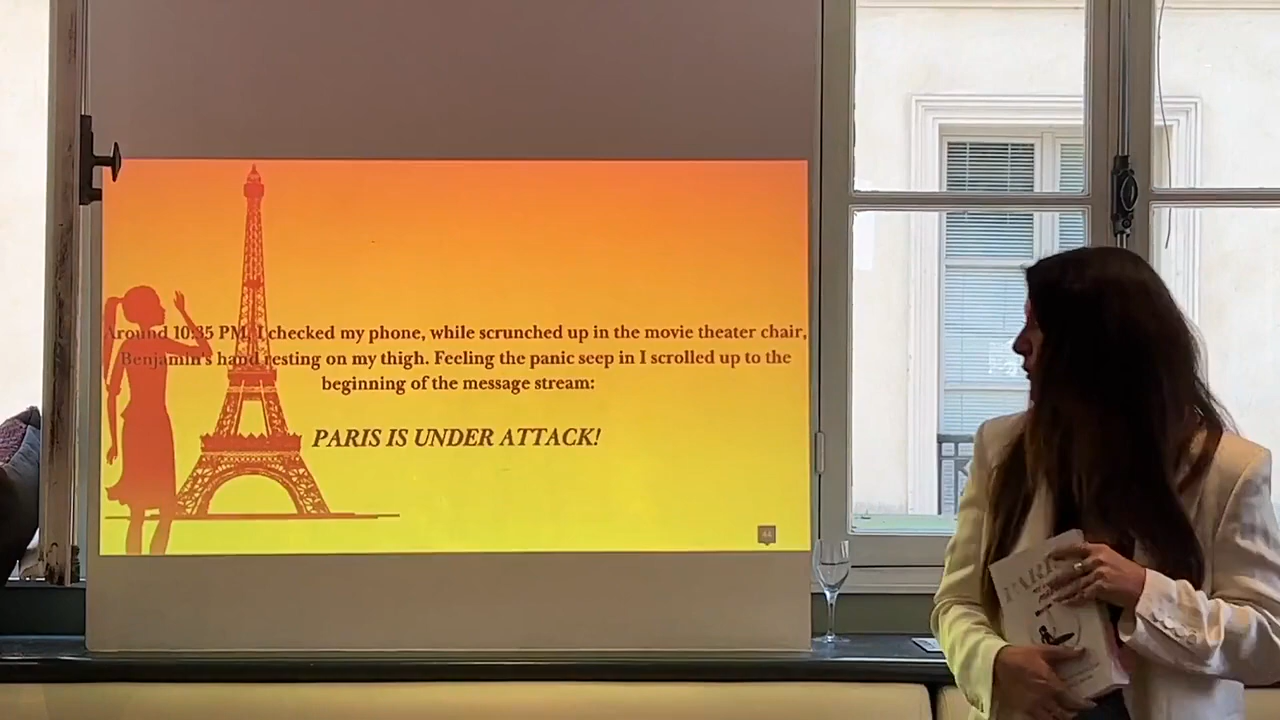 Around 10:35 PM, I checked my phone, while scrunched up in the movie theater chair,
Benjamin's hand resting on my thigh. Feeling the panic seep in I scrolled up to the
beginning of the message stream:
PARIS IS UNDER ATTACK!
44
PARIS